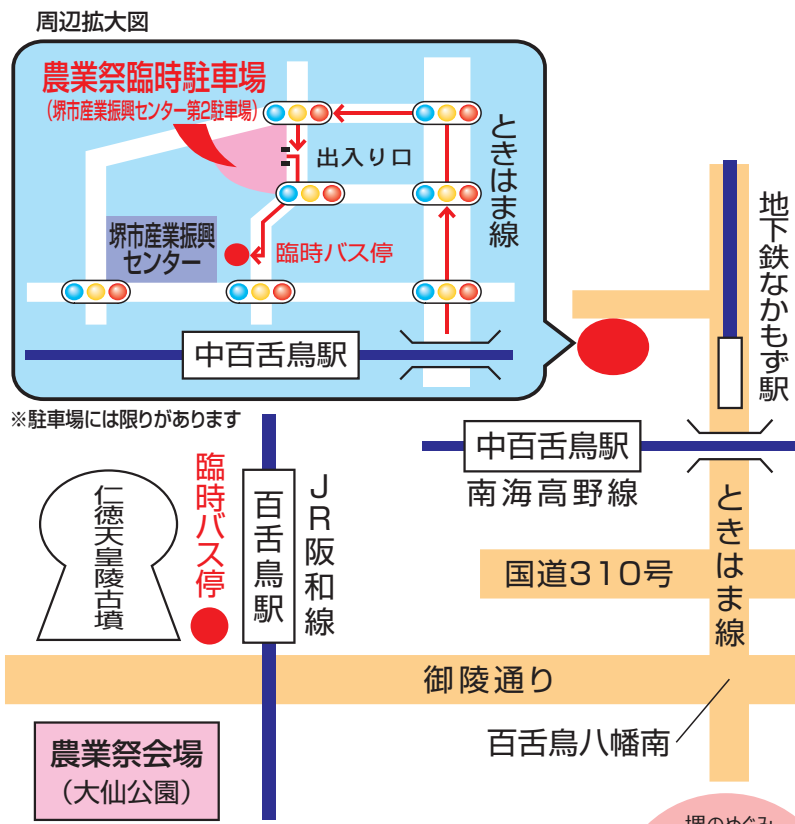 周辺拡大図
農業祭臨時駐車場
(堺市産業振興センター第2駐車場)
出入り口
ときはま線
堺市産業振興
センター
臨時バス停
中百舌鳥駅
※駐車場には限りがあります
地下鉄なかもず駅
中百舌鳥駅
南海高野線
仁徳天皇陵古墳
臨時バス停
百舌鳥駅
JR阪和線
国道310号
ときはま線
御陵通り
百舌鳥八幡南
農業祭会場
(大仙公園)
堺のめぐみ